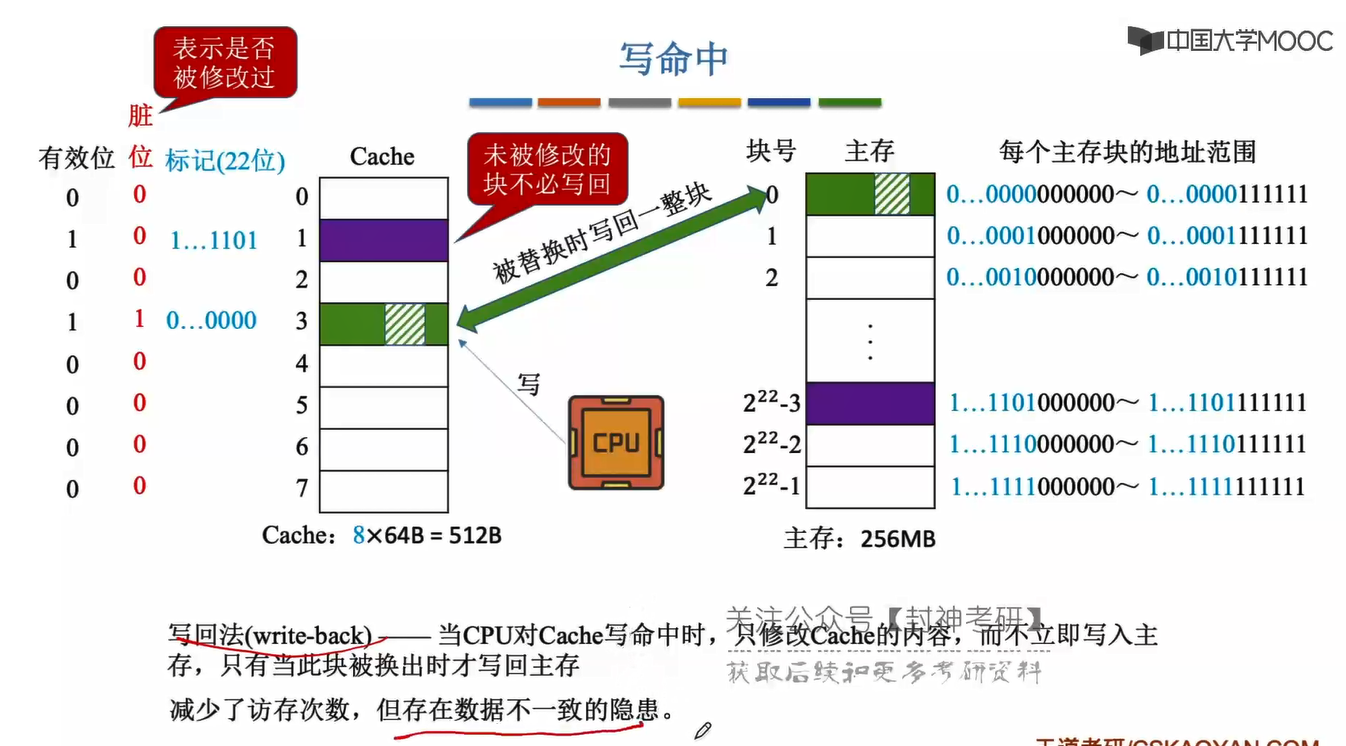 中国大学MOOC
写命中
表示是否
被修改过
脏
有效位 位 标记(22位) Cache
未被修改的
块不必写回
块号 主存 每个主存块的地址范围
0 0 0 0 0…0000000000～ 0…0000111111
1 0 1…1101 1 1 0…0001000000～ 0…0001111111
0 0 2 2 0…0010000000～ 0…0010111111
被替换时写回一整块
1 1 0…0000 3
0 0 4
写
0 0 5 2²²-3 1…1101000000～ 1…1101111111
CPU
0 0 6 2²²-2 1…1110000000～ 1…1110111111
0 0 7 2²²-1 1…1111000000～ 1…1111111111
Cache：8×64B = 512B
主存：256MB
关注公众号【封神考研】
写回法(write-back) —— 当CPU对Cache写命中时，只修改Cache的内容，而不立即写入主
存，只有当此块被换出时才写回主存
获取后续和更多考研资料
减少了访存次数，但存在数据不一致的隐患。
王道考研/CSKAOYAN.COM